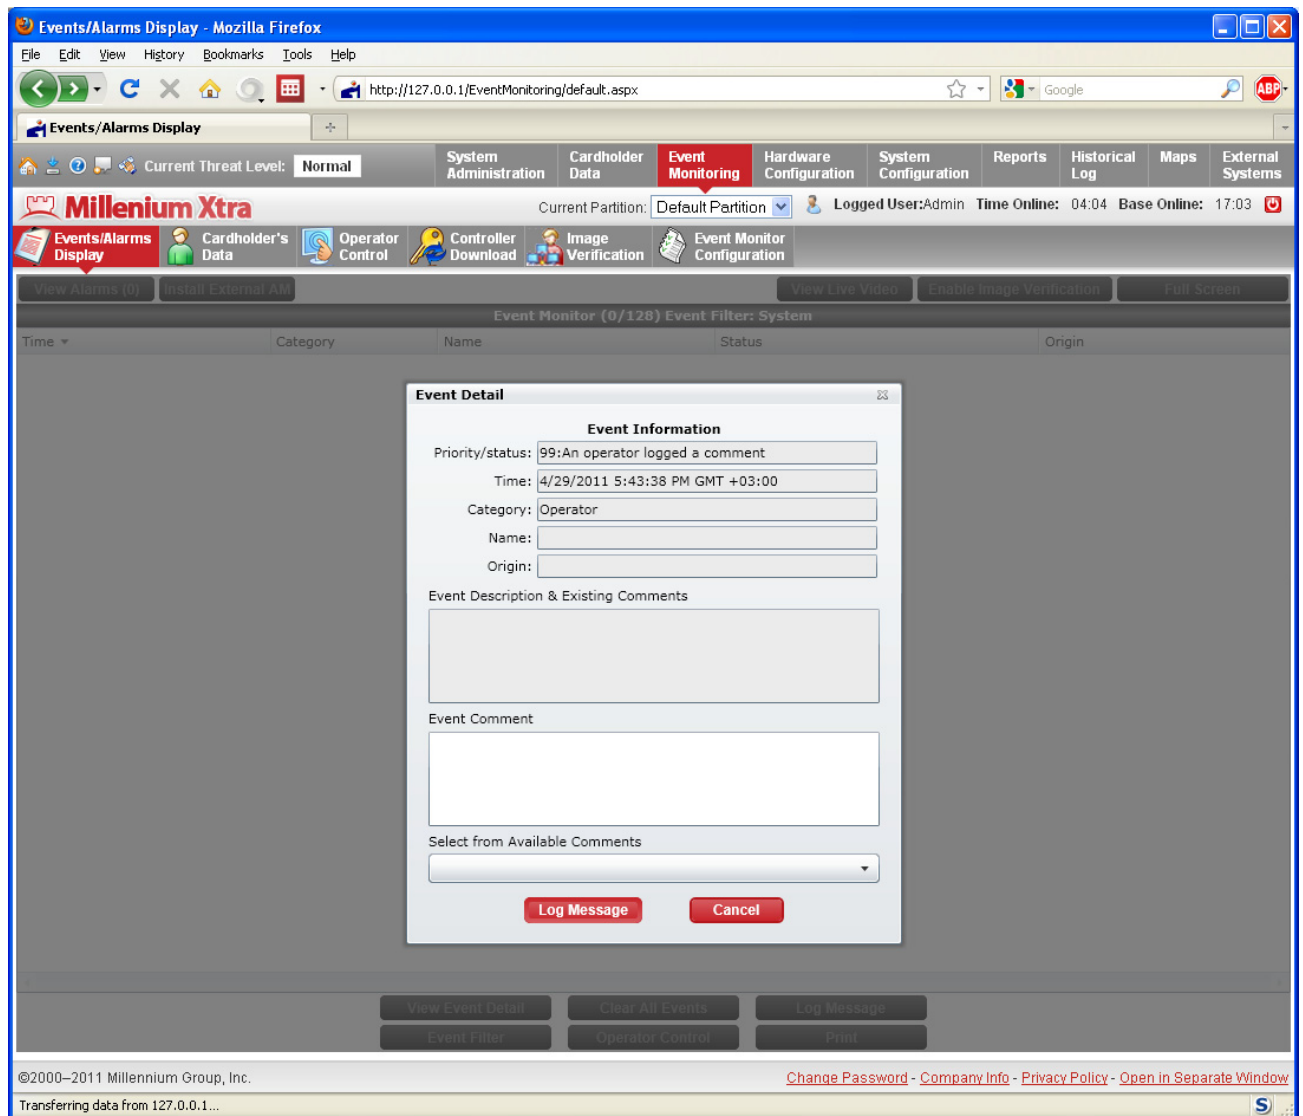 Events/Alarms Display - Mozilla Firefox
File Edit View History Bookmarks Tools Help
http://127.0.0.1/EventMonitoring/default.aspx Google ABP
Events/Alarms Display
Current Threat Level: Normal
System Administration Cardholder Data Event Monitoring Hardware Configuration System Configuration Reports Historical Log Maps External Systems
Millenium Xtra Current Partition: Default Partition Logged User:Admin Time Online: 04:04 Base Online: 17:03
Events/Alarms Display Cardholder's Data Operator Control Controller Download Image Verification Event Monitor Configuration
View Alarms (0) Install External AM View Live Video Enable Image Verification Full Screen
Event Monitor (0/128) Event Filter: System
Time Category Name Status Origin
Event Detail
Event Information
Priority/status: 99:An operator logged a comment
Time: 4/29/2011 5:43:38 PM GMT +03:00
Category: Operator
Name:
Origin:
Event Description & Existing Comments
Event Comment
Select from Available Comments
Log Message Cancel
View Event Detail Clear All Events Log Message
Event Filter Operator Control Print
©2000–2011 Millennium Group, Inc. Change Password - Company Info - Privacy Policy - Open in Separate Window
Transferring data from 127.0.0.1... S